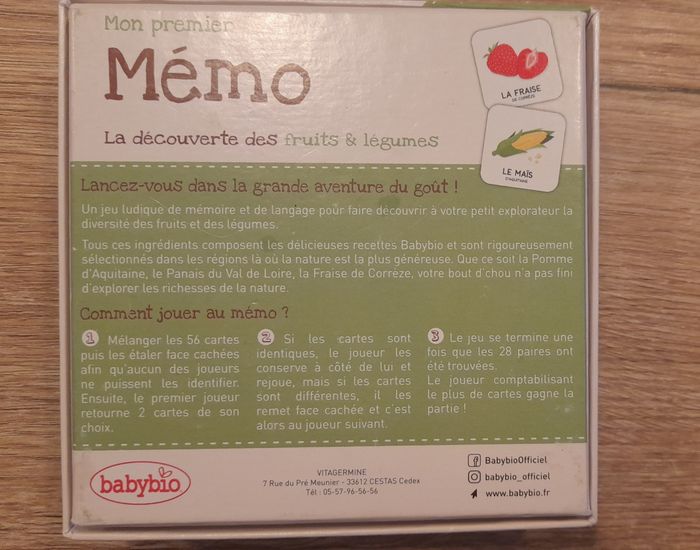 Mon premier
Mémo
La découverte des fruits & légumes
LA FRAISE
DE CORRÈZE
LE MAÏS
D'AQUITAINE
Lancez-vous dans la grande aventure du goût !
Un jeu ludique de mémoire et de langage pour faire découvrir à votre petit explorateur la
diversité des fruits et des légumes.
Tous ces ingrédients composent les délicieuses recettes Babybio et sont rigoureusement
sélectionnés dans les régions là où la nature est la plus généreuse. Que ce soit la Pomme
d'Aquitaine, le Panais du Val de Loire, la Fraise de Corrèze, votre bout d'chou n'a pas fini
d'explorer les richesses de la nature.
Comment jouer au mémo ?
1 Mélanger les 56 cartes
puis les étaler face cachées
afin qu'aucun des joueurs
ne puissent les identifier.
Ensuite, le premier joueur
retourne 2 cartes de son
choix.
2 Si les cartes sont
identiques, le joueur les
conserve à côté de lui et
rejoue, mais si les cartes
sont différentes, il les
remet face cachée et c'est
alors au joueur suivant.
3 Le jeu se termine une
fois que les 28 paires ont
été trouvées.
Le joueur comptabilisant
le plus de cartes gagne la
partie !
babybio
VITAGERMINE
7 Rue du Pré Meunier - 33612 CESTAS Cedex
Tél : 05-57-96-56-56
BabybioOfficiel
babybio_officiel
www.babybio.fr